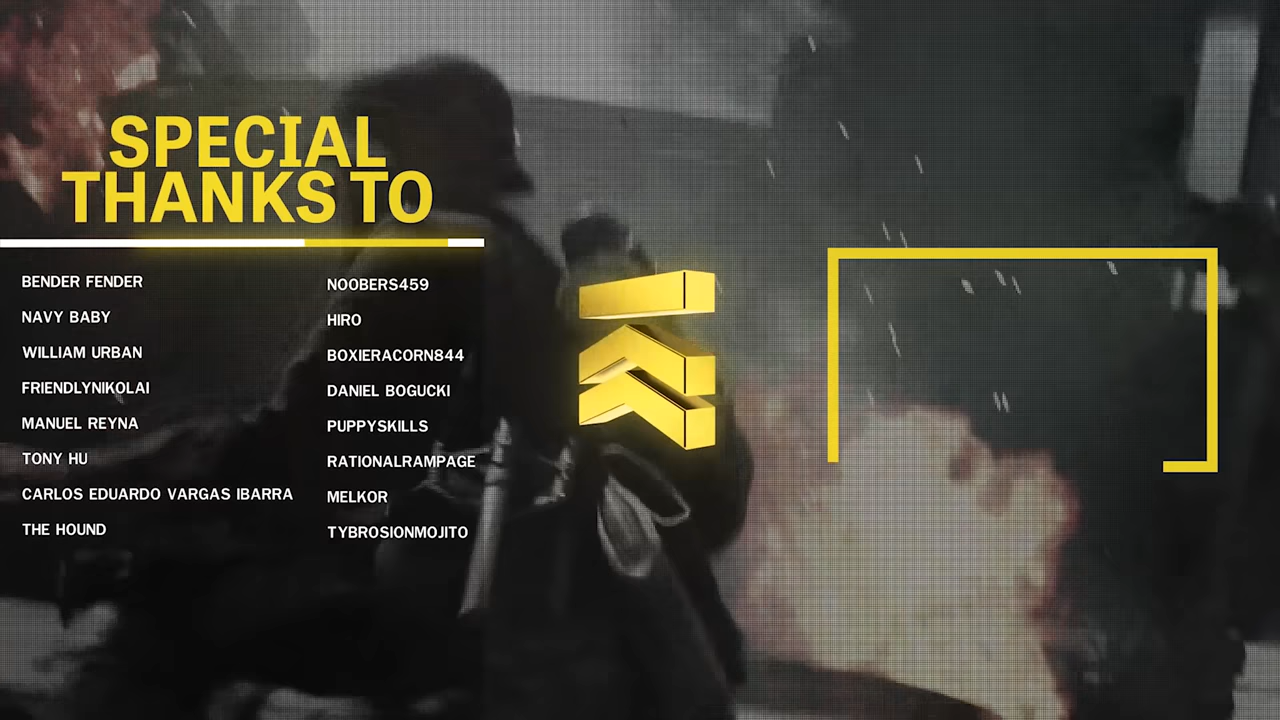 SPECIAL
THANKS TO
BENDER FENDER
NAVY BABY
WILLIAM URBAN
FRIENDLYNIKOLAI
MANUEL REYNA
TONY HU
CARLOS EDUARDO VARGAS IBARRA
THE HOUND
NOOBERS459
HIRO
BOXIERACORN844
DANIEL BOGUCKI
PUPPYSKILLS
RATIONALRAMPAGE
MELKOR
TYBROSIONMOJITO